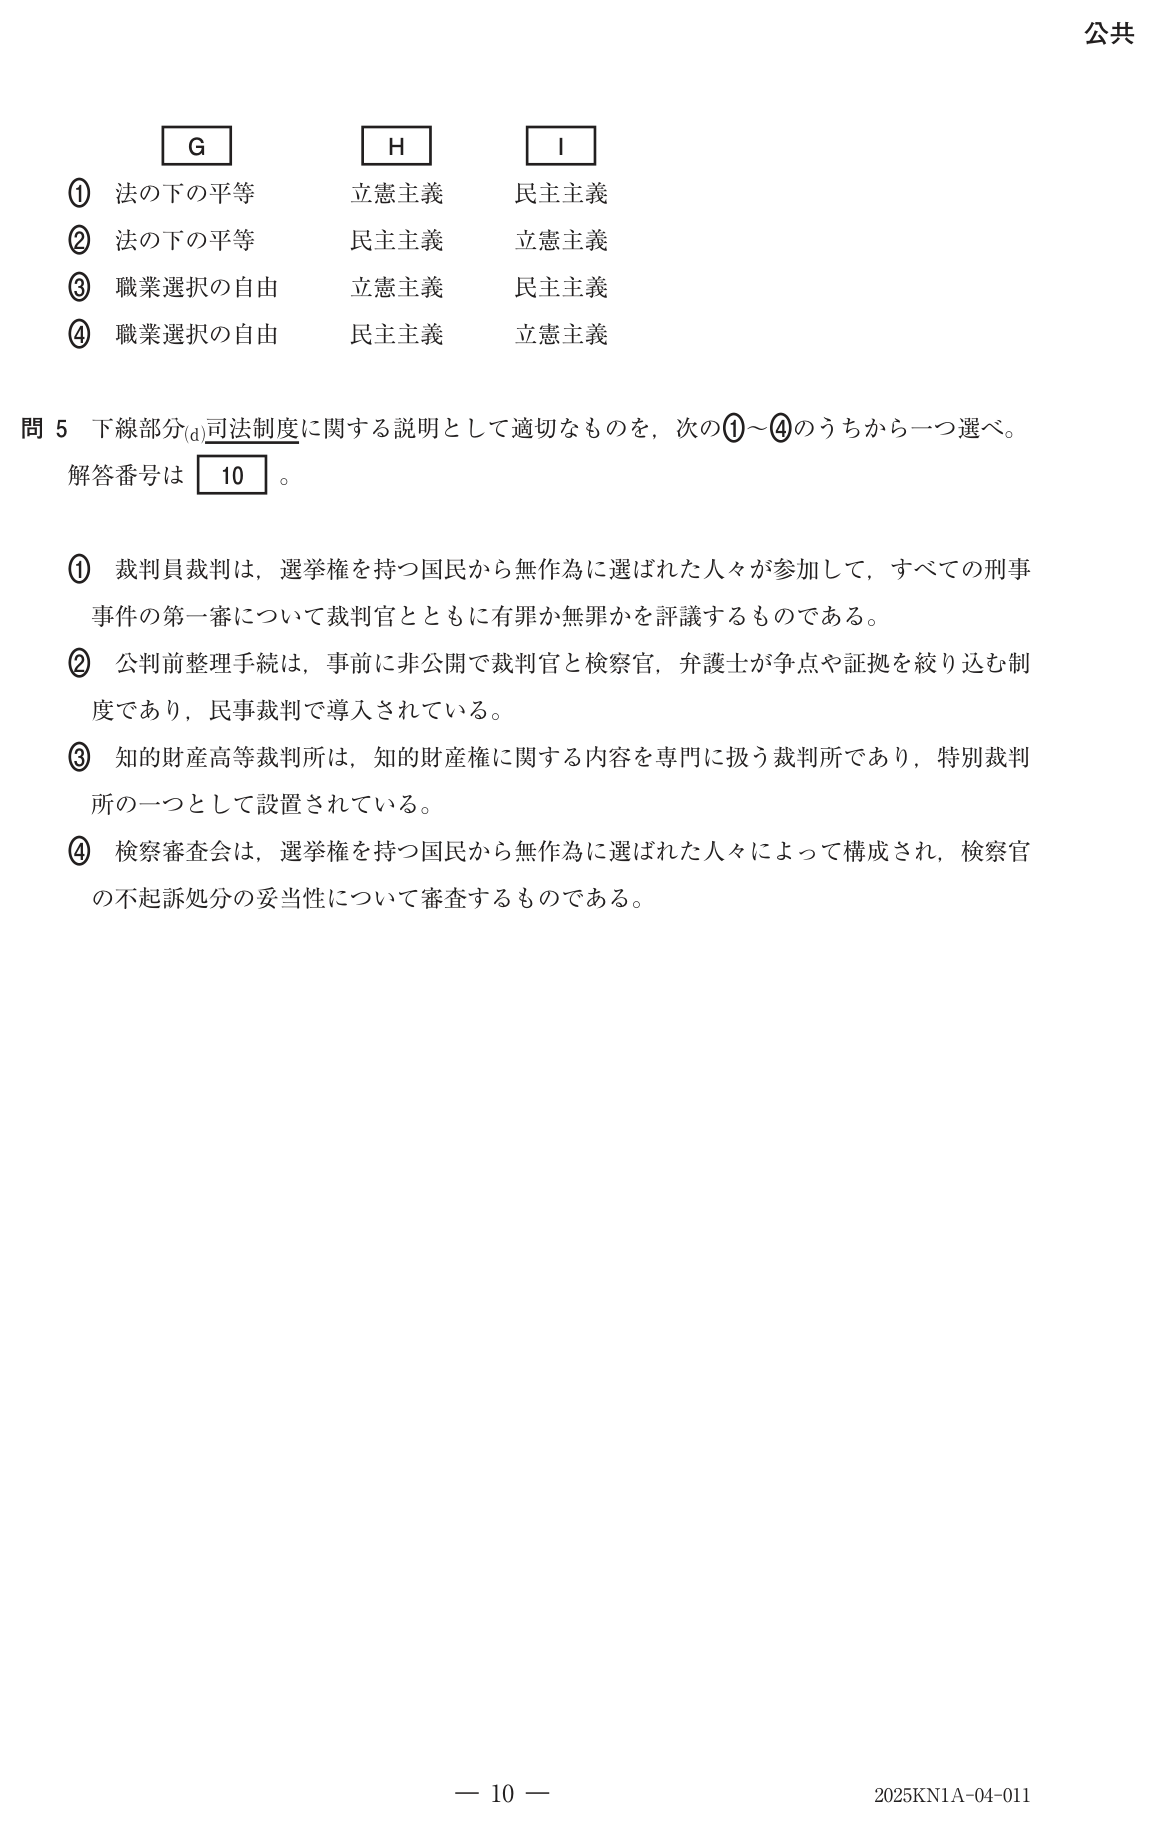 公共
G H I
① 法の下の平等 立憲主義 民主主義
② 法の下の平等 民主主義 立憲主義
③ 職業選択の自由 立憲主義 民主主義
④ 職業選択の自由 民主主義 立憲主義
問 5 下線部分(d)司法制度に関する説明として適切なものを，次の①～④のうちから一つ選べ。
解答番号は 10 。
① 裁判員裁判は，選挙権を持つ国民から無作為に選ばれた人々が参加して，すべての刑事
事件の第一審について裁判官とともに有罪か無罪かを評議するものである。
② 公判前整理手続は，事前に非公開で裁判官と検察官，弁護士が争点や証拠を絞り込む制
度であり，民事裁判で導入されている。
③ 知的財産高等裁判所は，知的財産権に関する内容を専門に扱う裁判所であり，特別裁判
所の一つとして設置されている。
④ 検察審査会は，選挙権を持つ国民から無作為に選ばれた人々によって構成され，検察官
の不起訴処分の妥当性について審査するものである。
— 10 —
2025KN1A-04-011